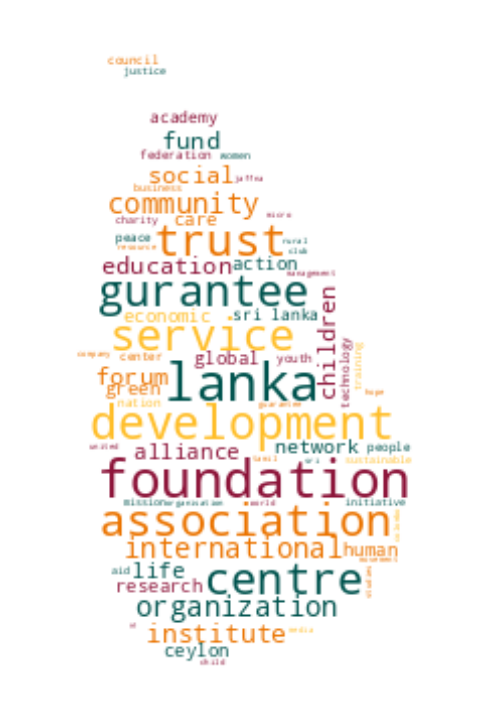 council
justice
academy
fund
federation women
social jaffna
business
community
charity care micro
peace trust rural
resource club
education action
management
gurantee
economic sri lanka
children
service
company center global youth
technology
training
forum
green lanka hope
nation guarantee
development
united alliance network people
tamil sri sustainable
foundation
mission organisation world initiative
association
international human
movement
aid life centre
research
organization
institute media
ceylon
child